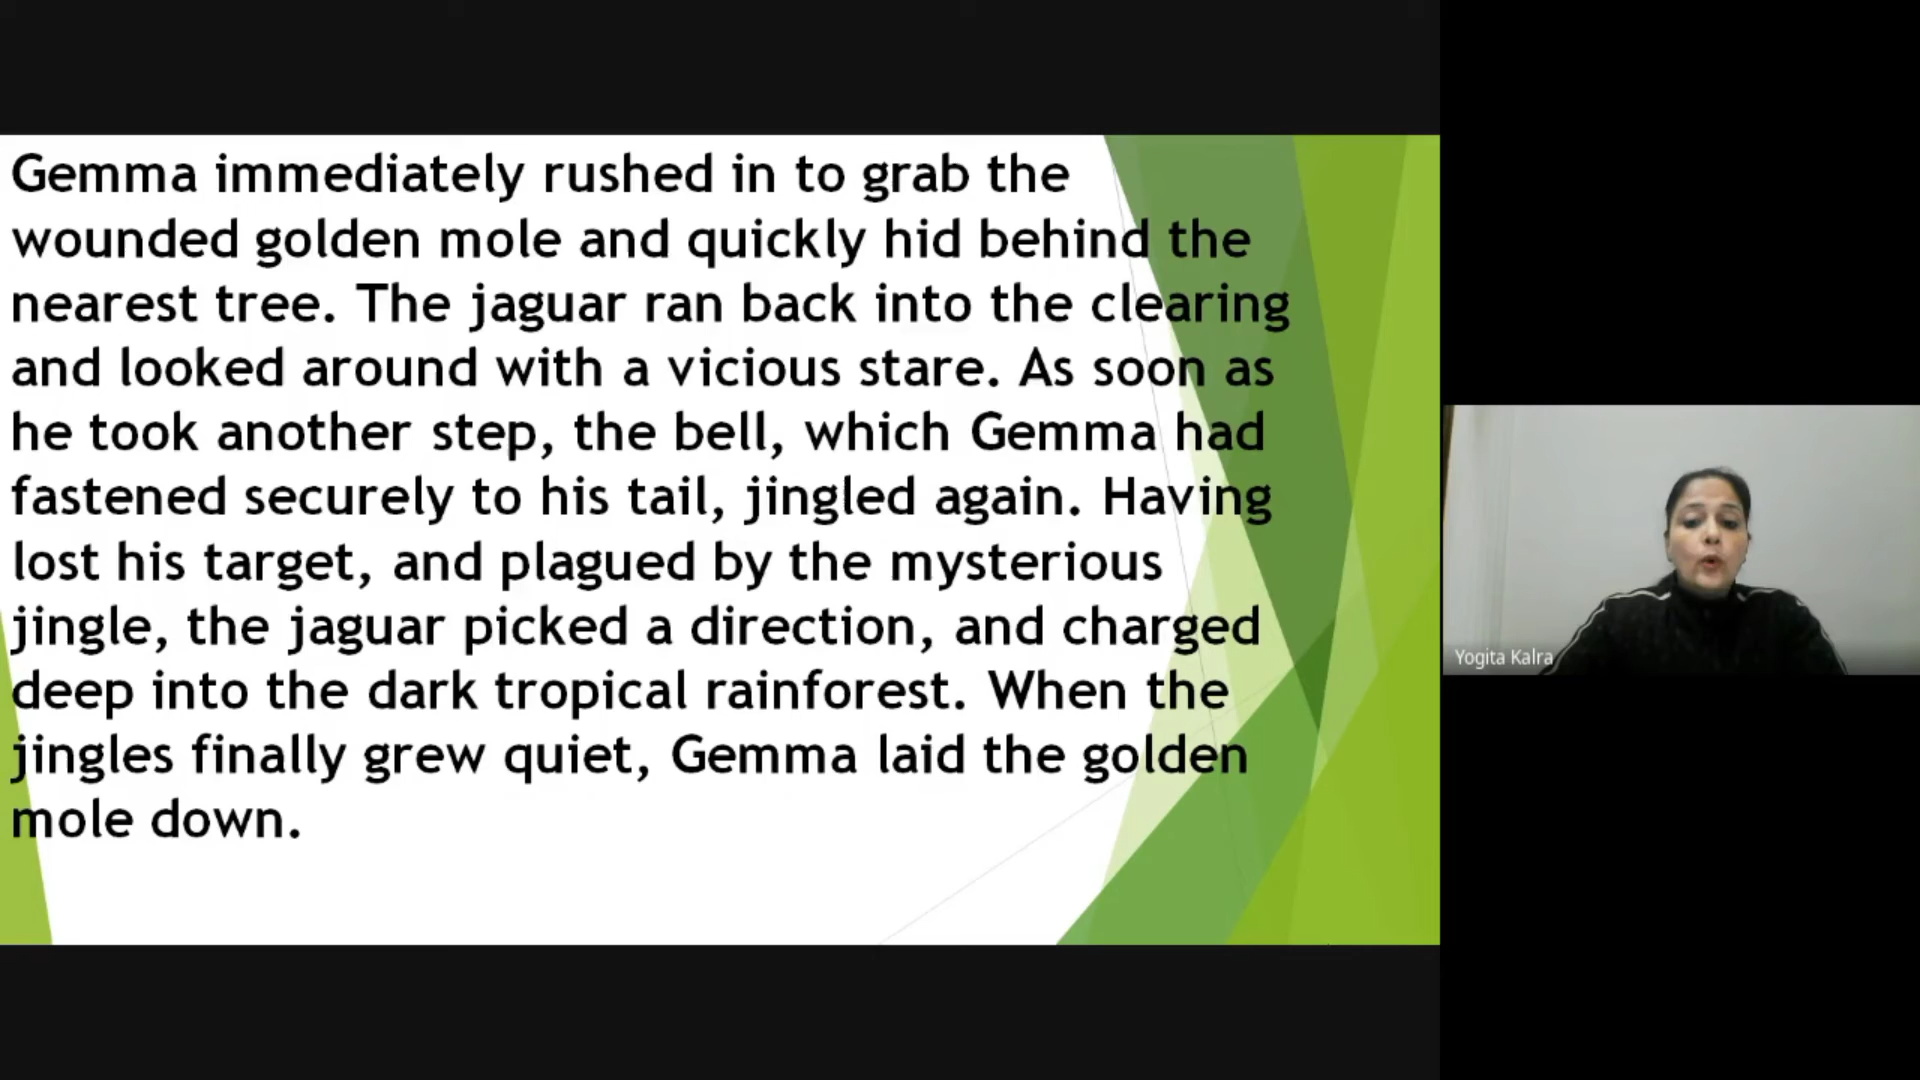 Gemma immediately rushed in to grab the
wounded golden mole and quickly hid behind the
nearest tree. The jaguar ran back into the clearing
and looked around with a vicious stare. As soon as
he took another step, the bell, which Gemma had
fastened securely to his tail, jingled again. Having
lost his target, and plagued by the mysterious
jingle, the jaguar picked a direction, and charged
deep into the dark tropical rainforest. When the
jingles finally grew quiet, Gemma laid the golden
mole down.
Yogita Kalra